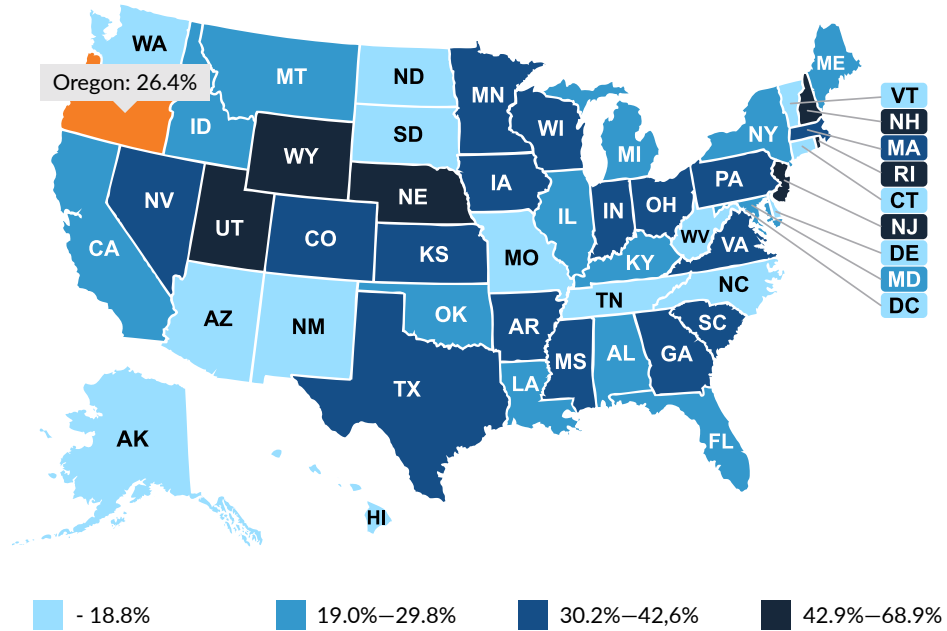 WA
Oregon: 26.4%
MT
ID
ND
SD
MN
WI
MI
ME
NY
VT
NH
MA
RI
CT
NJ
DE
MD
DC
WY
NE
IA
NV
UT
CO
KS
CA
IL
IN
OH
PA
WV
VA
KY
MO
NC
TN
AZ
NM
OK
AR
SC
MS
AL
GA
TX
LA
FL
AK
HI
- 18.8%
19.0%—29.8%
30.2%—42,6%
42.9%—68.9%